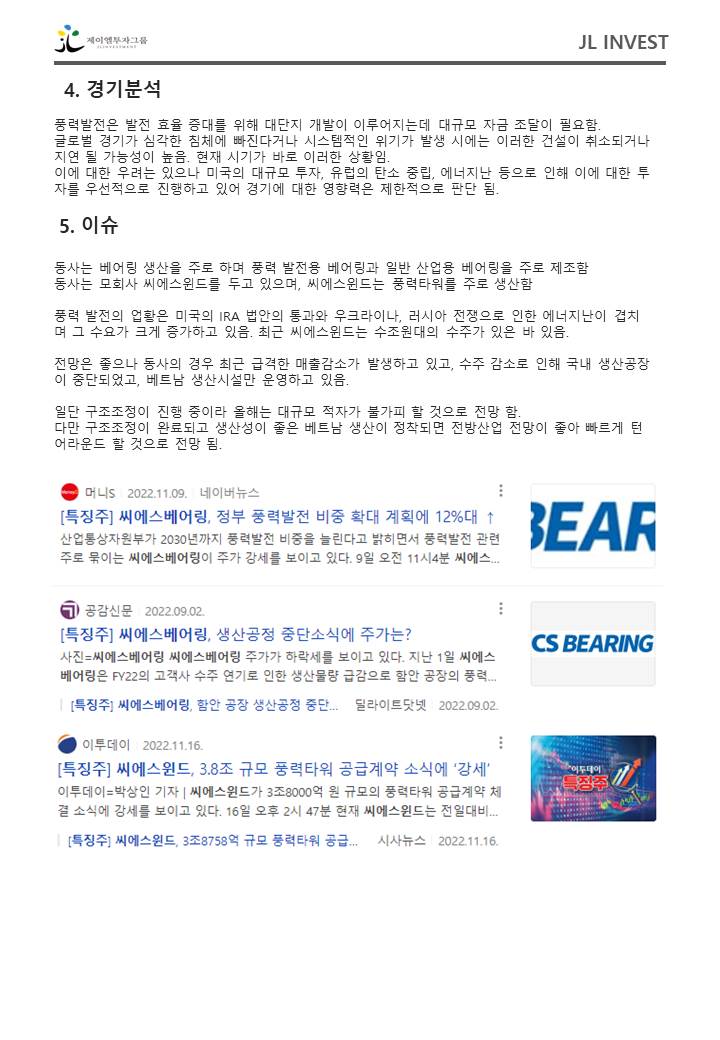 제이엘투자그룹
JLINVESTMENT
JL INVEST
4. 경기분석
풍력발전은 발전 효율 증대를 위해 대단지 개발이 이루어지는데 대규모 자금 조달이 필요함.
글로벌 경기가 심각한 침체에 빠진다거나 시스템적인 위기가 발생 시에는 이러한 건설이 취소되거나
지연 될 가능성이 높음. 현재 시기가 바로 이러한 상황임.
이에 대한 우려는 있으나 미국의 대규모 투자, 유럽의 탄소 중립, 에너지난 등으로 인해 이에 대한 투
자를 우선적으로 진행하고 있어 경기에 대한 영향력은 제한적으로 판단 됨.
5. 이슈
동사는 베어링 생산을 주로 하며 풍력 발전용 베어링과 일반 산업용 베어링을 주로 제조함
동사는 모회사 씨에스윈드를 두고 있으며, 씨에스윈드는 풍력타워를 주로 생산함
풍력 발전의 업황은 미국의 IRA 법안의 통과와 우크라이나, 러시아 전쟁으로 인한 에너지난이 겹치
며 그 수요가 크게 증가하고 있음. 최근 씨에스윈드는 수조원대의 수주가 있은 바 있음.
전망은 좋으나 동사의 경우 최근 급격한 매출감소가 발생하고 있고, 수주 감소로 인해 국내 생산공장
이 중단되었고, 베트남 생산시설만 운영하고 있음.
일단 구조조정이 진행 중이라 올해는 대규모 적자가 불가피 할 것으로 전망 함.
다만 구조조정이 완료되고 생산성이 좋은 베트남 생산이 정착되면 전방산업 전망이 좋아 빠르게 턴
어라운드 할 것으로 전망 됨.
머니S 2022.11.09. 네이버뉴스
[특징주] 씨에스베어링, 정부 풍력발전 비중 확대 계획에 12%대 ↑
산업통상자원부가 2030년까지 풍력발전 비중을 늘린다고 밝히면서 풍력발전 관련
주로 묶이는 씨에스베어링이 주가 강세를 보이고 있다. 9일 오전 11시4분 씨에스...
BEAR
공감신문 2022.09.02.
[특징주] 씨에스베어링, 생산공정 중단소식에 주가는?
사진=씨에스베어링 씨에스베어링 주가가 하락세를 보이고 있다. 지난 1일 씨에스
베어링은 FY22의 고객사 수주 연기로 인한 생산물량 급감으로 함안 공장의 풍력...
[특징주] 씨에스베어링, 함안 공장 생산공정 중단... 딜라이트닷넷 2022.09.02.
CS BEARING
이투데이 2022.11.16.
[특징주] 씨에스윈드, 3.8조 규모 풍력타워 공급계약 소식에 ‘강세’
이투데이=박상인 기자 | 씨에스윈드가 3조8000억 원 규모의 풍력타워 공급계약 체
결 소식에 강세를 보이고 있다. 16일 오후 2시 47분 현재 씨에스윈드는 전일대비...
[특징주] 씨에스윈드, 3조8758억 규모 풍력타워 공급... 시사뉴스 2022.11.16.
이투데이
특징주